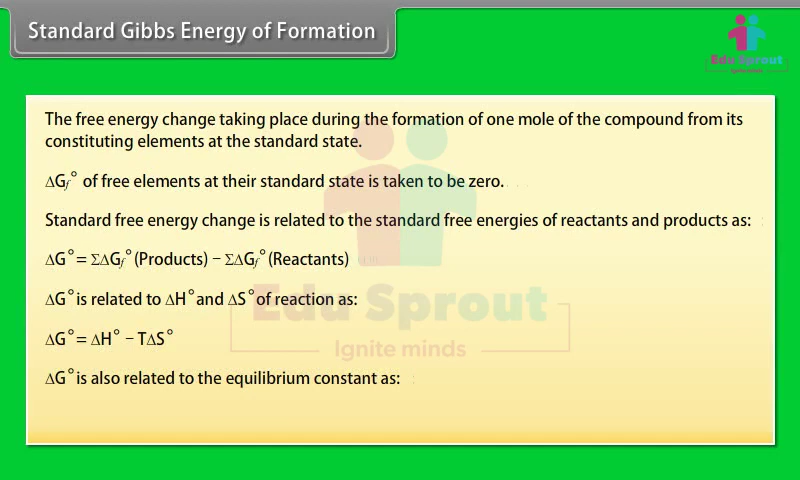 Standard Gibbs Energy of Formation
Edu Sprout
Ignite minds
The free energy change taking place during the formation of one mole of the compound from its
constituting elements at the standard state.
ΔGf° of free elements at their standard state is taken to be zero.
Standard free energy change is related to the standard free energies of reactants and products as:
ΔG°= ΣΔGf°(Products) − ΣΔGf°(Reactants)
ΔG°is related to ΔH°and ΔS°of reaction as:
Edu Sprout
ΔG°= ΔH° − TΔS°
Ignite minds
ΔG°is also related to the equilibrium constant as: